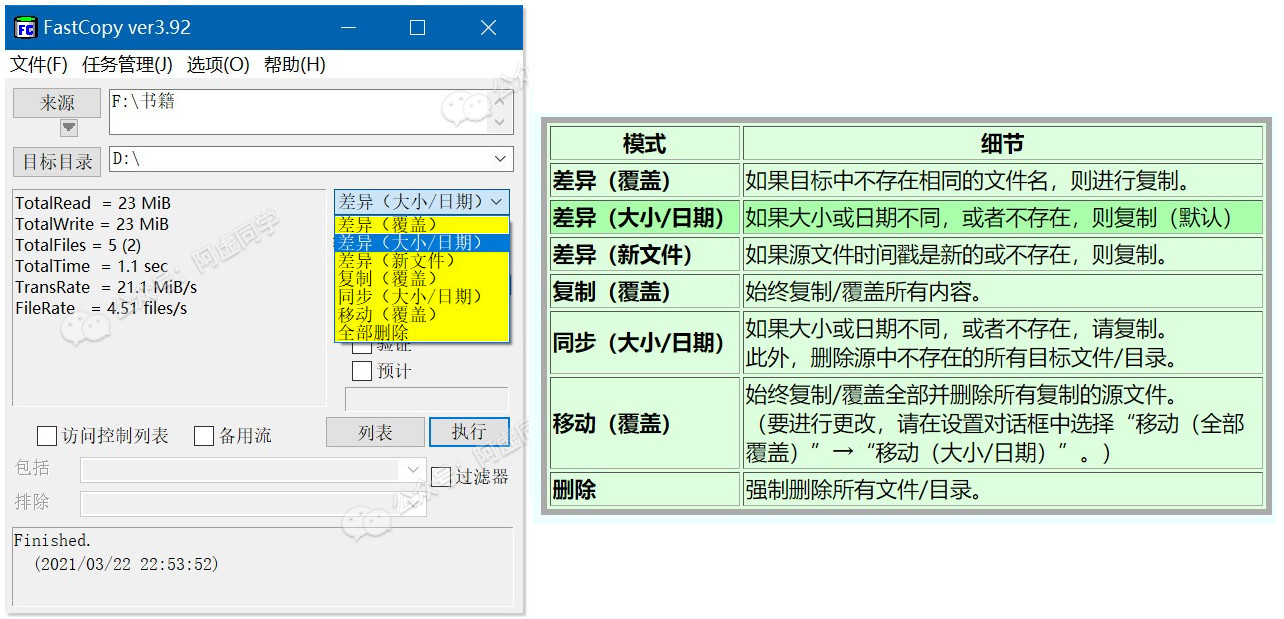 FastCopy ver3.92
文件(F) 任务管理(J) 选项(O) 帮助(H)
来源
F:\书籍
目标目录
D:\
TotalRead = 23 MiB
TotalWrite = 23 MiB
TotalFiles = 5 (2)
TotalTime = 1.1 sec
TransRate = 21.1 MiB/s
FileRate = 4.51 files/s
差异（大小/日期）
差异（覆盖）
差异（大小/日期）
差异（新文件）
复制（覆盖）
同步（大小/日期）
移动（覆盖）
全部删除
验证
预计
访问控制列表 备用流
列表 执行
包括
过滤器
排除
Finished.
(2021/03/22 22:53:52)
公众号：阿虚同学
模式 细节
差异（覆盖） 如果目标中不存在相同的文件名，则进行复制。
差异（大小/日期） 如果大小或日期不同，或者不存在，则复制（默认）
差异（新文件） 如果源文件时间戳是新的或不存在，则复制。
复制（覆盖） 始终复制/覆盖所有内容。
同步（大小/日期） 如果大小或日期不同，或者不存在，请复制。
此外，删除源中不存在的所有目标文件/目录。
移动（覆盖） 始终复制/覆盖全部并删除所有复制的源文件。
（要进行更改，请在设置对话框中选择“移动（全部
覆盖）”→“移动（大小/日期）”。）
删除 强制删除所有文件/目录。